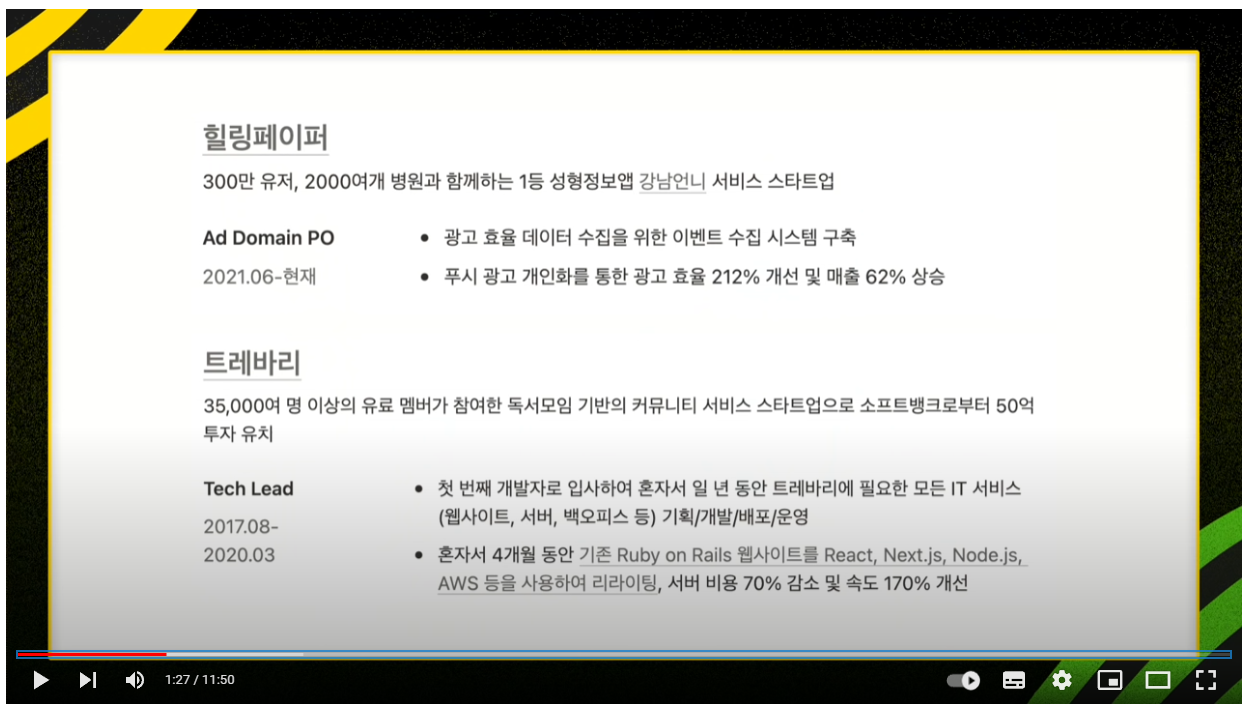 힐링페이퍼
300만 유저, 2000여개 병원과 함께하는 1등 성형정보앱 강남언니 서비스 스타트업
Ad Domain PO
2021.06-현재
• 광고 효율 데이터 수집을 위한 이벤트 수집 시스템 구축
• 푸시 광고 개인화를 통한 광고 효율 212% 개선 및 매출 62% 상승
트레바리
35,000여 명 이상의 유료 멤버가 참여한 독서모임 기반의 커뮤니티 서비스 스타트업으로 소프트뱅크로부터 50억
투자 유치
Tech Lead
2017.08-
2020.03
• 첫 번째 개발자로 입사하여 혼자서 일 년 동안 트레바리에 필요한 모든 IT 서비스
(웹사이트, 서버, 백오피스 등) 기획/개발/배포/운영
• 혼자서 4개월 동안 기존 Ruby on Rails 웹사이트를 React, Next.js, Node.js,
AWS 등을 사용하여 리라이팅, 서버 비용 70% 감소 및 속도 170% 개선
1:27 / 11:50